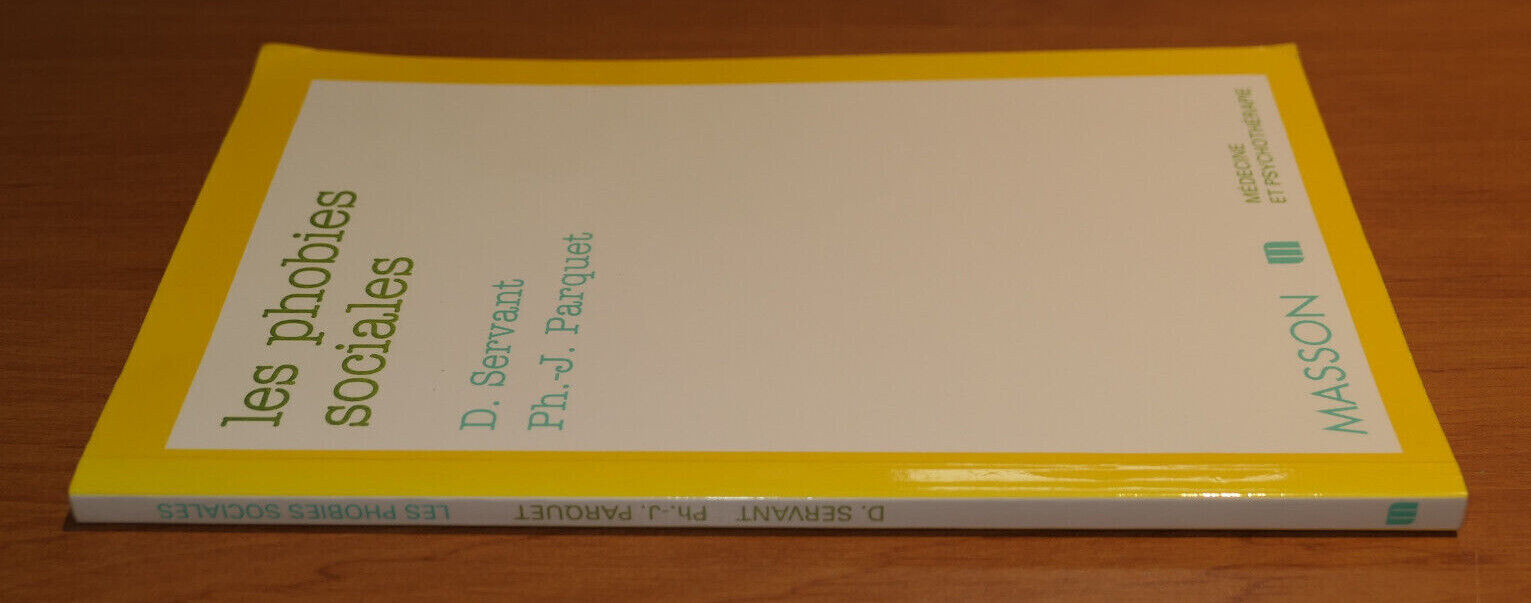 les phobies
sociales
D. Servant
Ph.-J. Parquet
MÉDECINE
ET PSYCHOTHÉRAPIE
MASSON
D. SERVANT Ph.-J. PARQUET LES PHOBIES SOCIALES